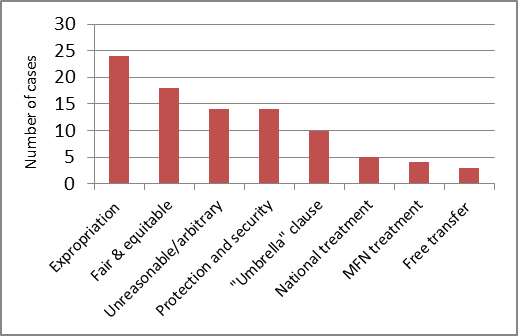 30
25
20
15
10
5
0
Number of cases
Expropriation
Fair & equitable
Unreasonable/arbitrary
Protection and security
"Umbrella" clause
National treatment
MFN treatment
Free transfer